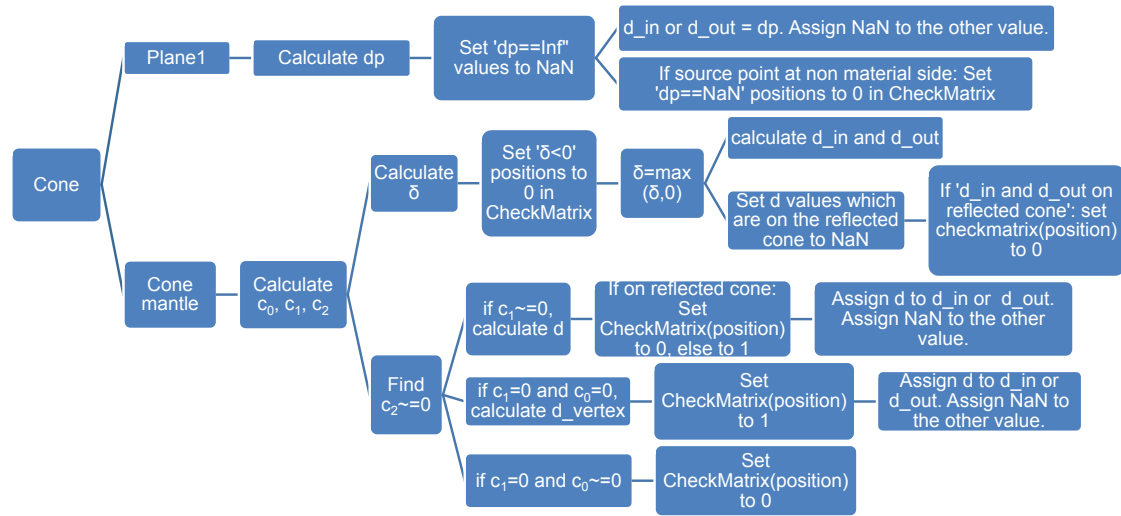 Cone
Plane1
Calculate dp
Set 'dp==Inf"
values to NaN
d_in or d_out = dp. Assign NaN to the other value.
If source point at non material side: Set
'dp==NaN' positions to 0 in CheckMatrix
Cone
mantle
Calculate
c₀, c₁, c₂
Calculate
δ
Set 'δ<0'
positions to
0 in
CheckMatrix
δ=max
(δ,0)
calculate d_in and d_out
Set d values which
are on the reflected
cone to NaN
If 'd_in and d_out on
reflected cone': set
checkmatrix(position)
to 0
Find
c₂~=0
if c₁~=0,
calculate d
If on reflected cone:
Set
CheckMatrix(position)
to 0, else to 1
Assign d to d_in or  d_out.
Assign NaN to the other
value.
if c₁=0 and c₀=0,
calculate d_vertex
Set
CheckMatrix(position)
to 1
Assign d to d_in or
d_out. Assign NaN to
the other value.
if c₁=0 and c₀~=0
Set
CheckMatrix(position)
to 0